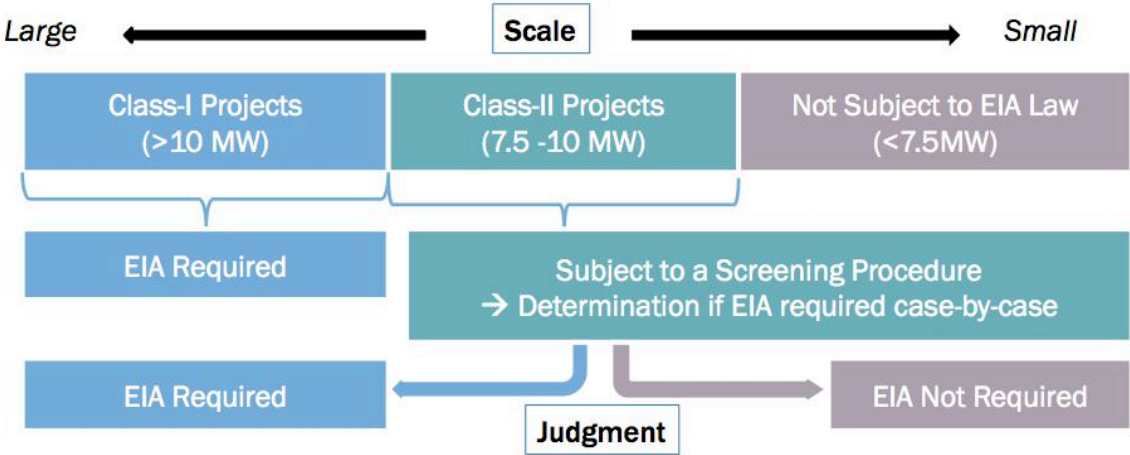 Large
Scale
Small
Class-I Projects
(>10 MW)
Class-II Projects
(7.5 -10 MW)
Not Subject to EIA Law
(<7.5MW)
EIA Required
Subject to a Screening Procedure
→ Determination if EIA required case-by-case
EIA Required
EIA Not Required
Judgment